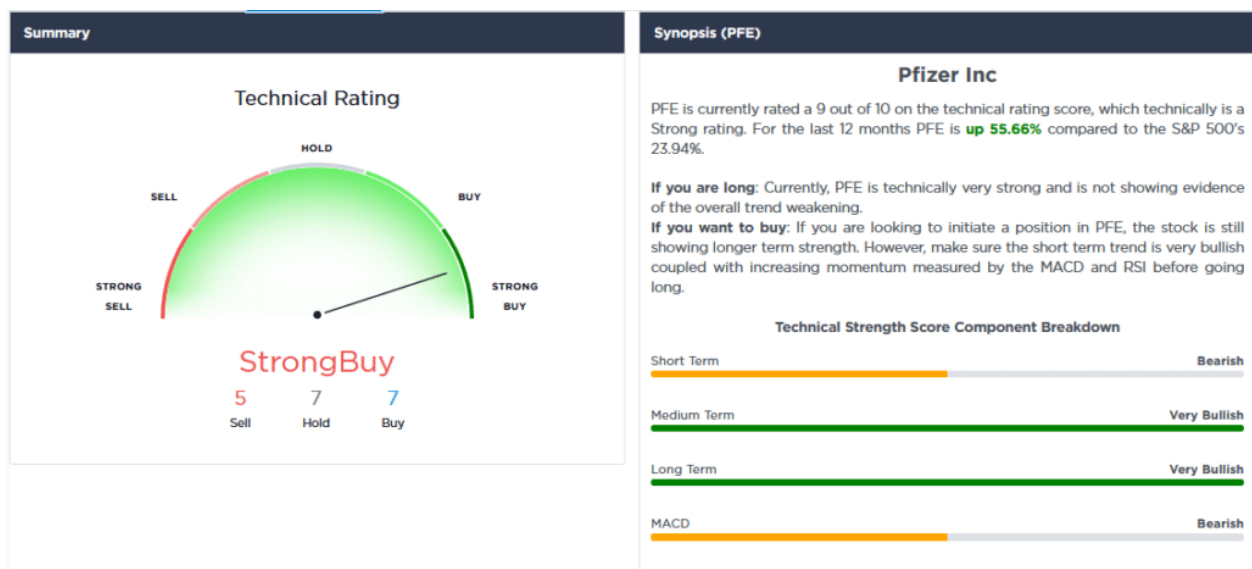 Summary
Technical Rating
HOLD
SELL
BUY
STRONG
SELL
STRONG
BUY
StrongBuy
5 7 7
Sell Hold Buy
Synopsis (PFE)
Pfizer Inc
PFE is currently rated a 9 out of 10 on the technical rating score, which technically is a
Strong rating. For the last 12 months PFE is up 55.66% compared to the S&P 500's
23.94%.
If you are long: Currently, PFE is technically very strong and is not showing evidence
of the overall trend weakening.
If you want to buy: If you are looking to initiate a position in PFE, the stock is still
showing longer term strength. However, make sure the short term trend is very bullish
coupled with increasing momentum measured by the MACD and RSI before going
long.
Technical Strength Score Component Breakdown
Short Term Bearish
Medium Term Very Bullish
Long Term Very Bullish
MACD Bearish